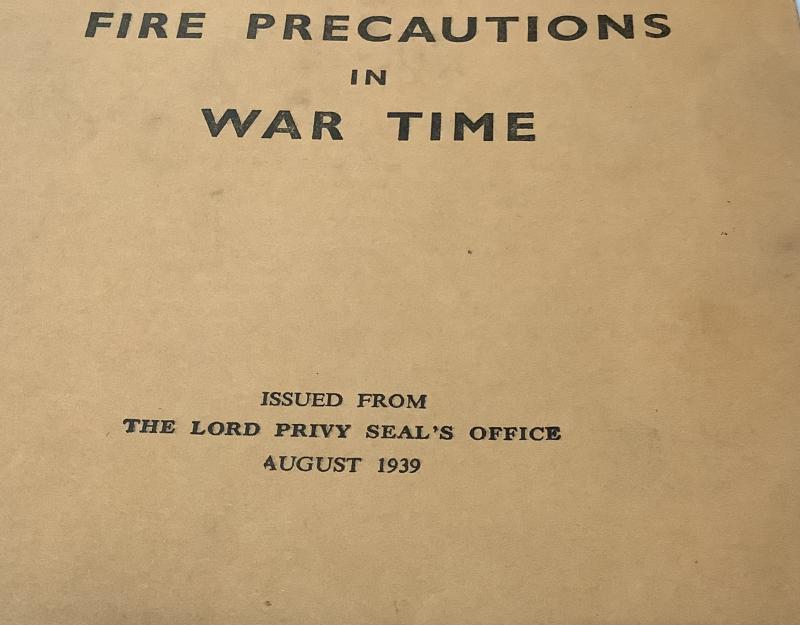 FIRE PRECAUTIONS
IN
WAR TIME
ISSUED FROM
THE LORD PRIVY SEAL'S OFFICE
AUGUST 1939